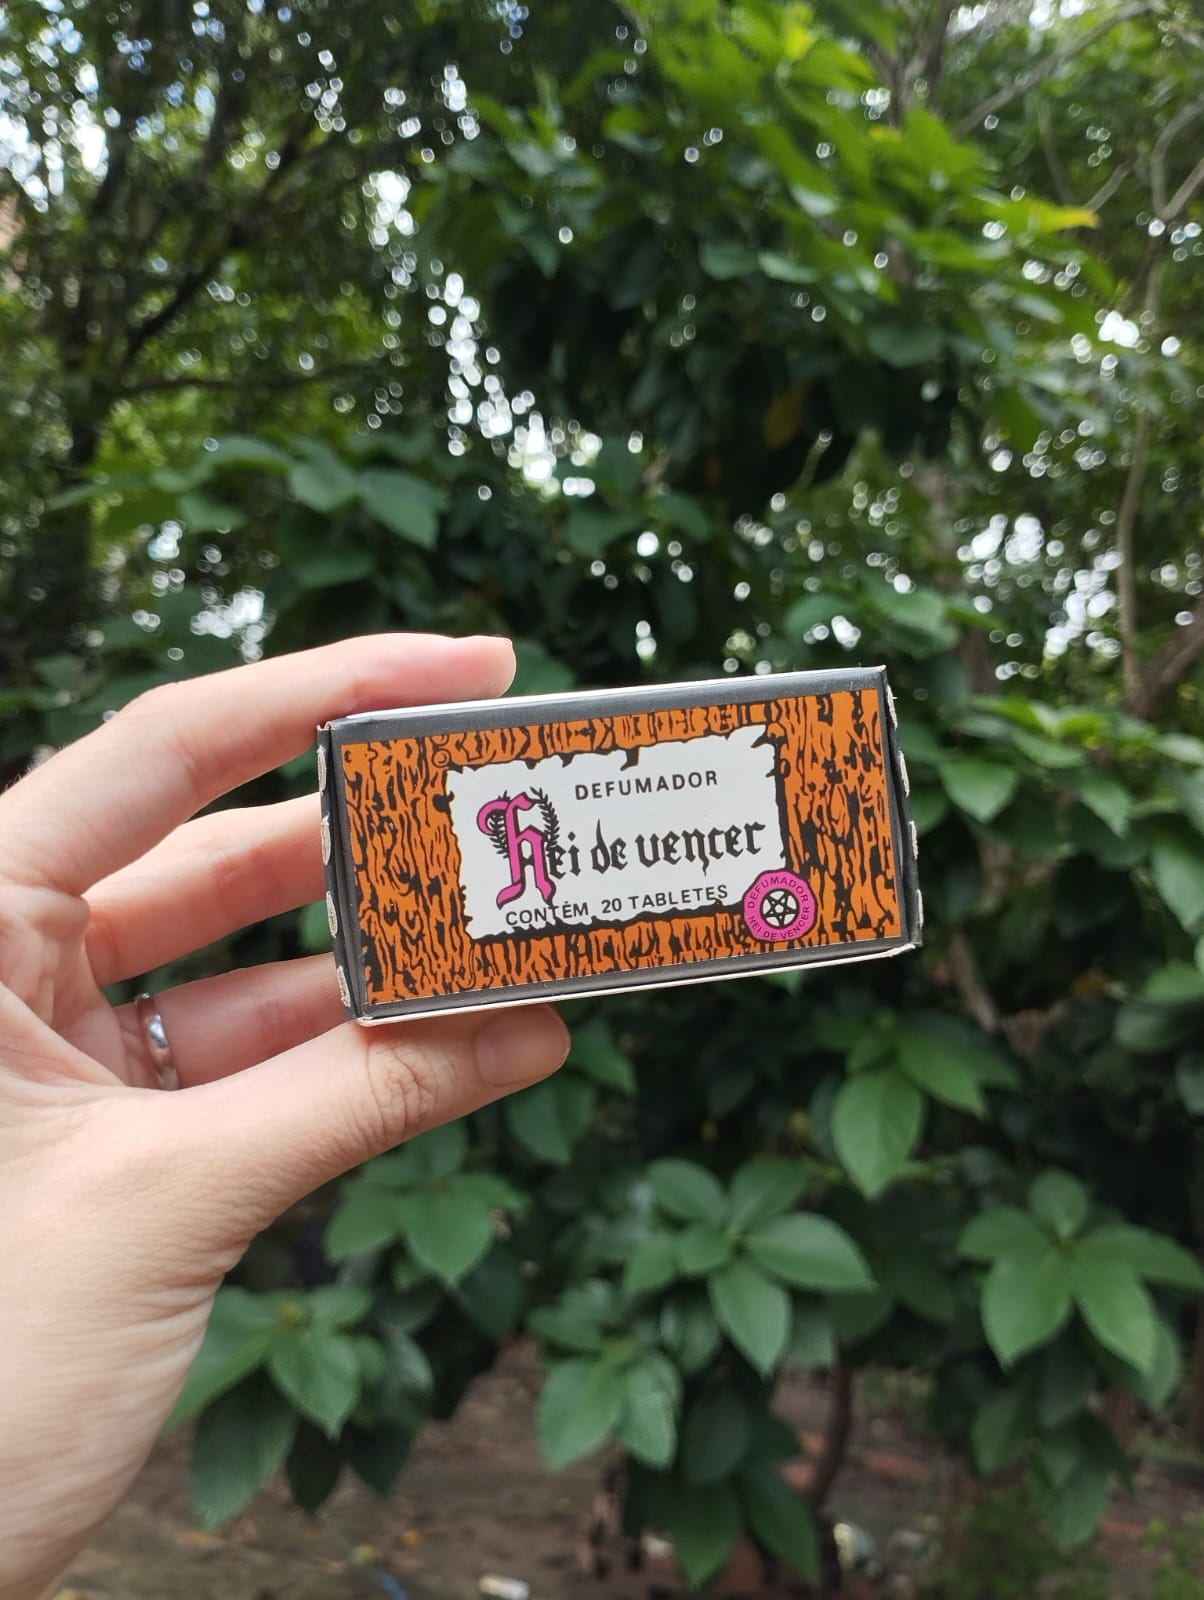 DEFUMADOR
Hei de vencer
CONTÉM 20 TABLETES
DEFUMADOR
HEI DE VENCER